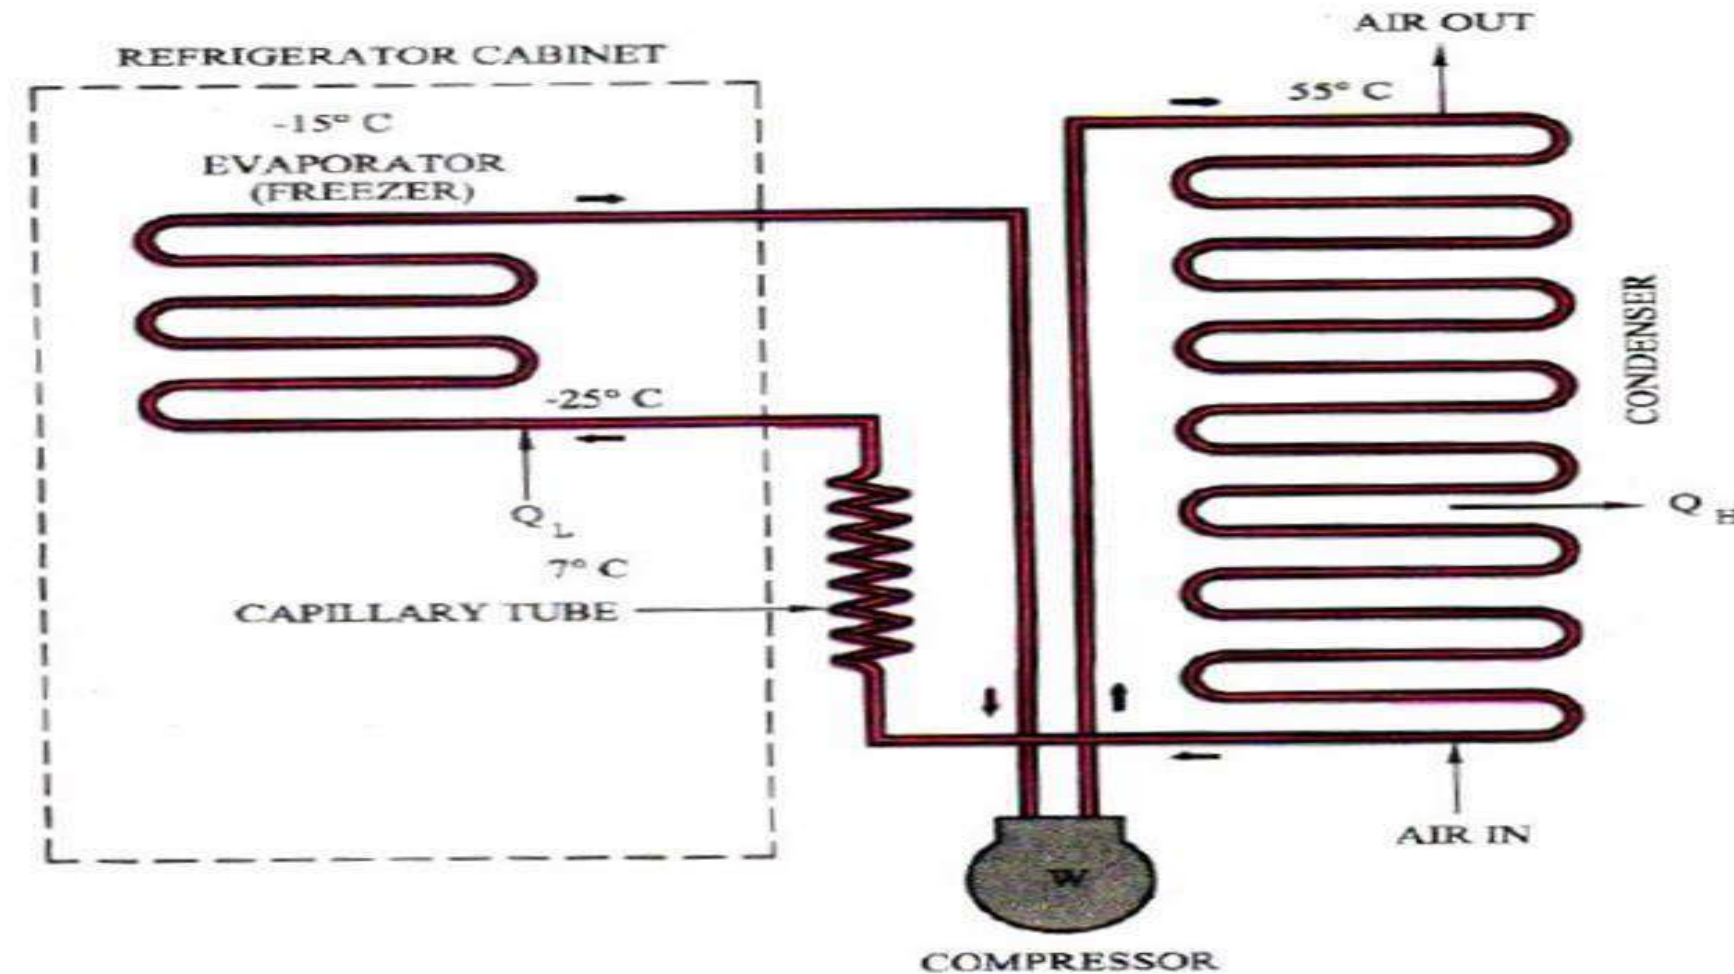 AIR OUT
REFRIGERATOR CABINET
55° C
-15° C
EVAPORATOR
(FREEZER)
-25° C
CONDENSER
Q L
Q H
7° C
CAPILLARY TUBE
AIR IN
W
COMPRESSOR